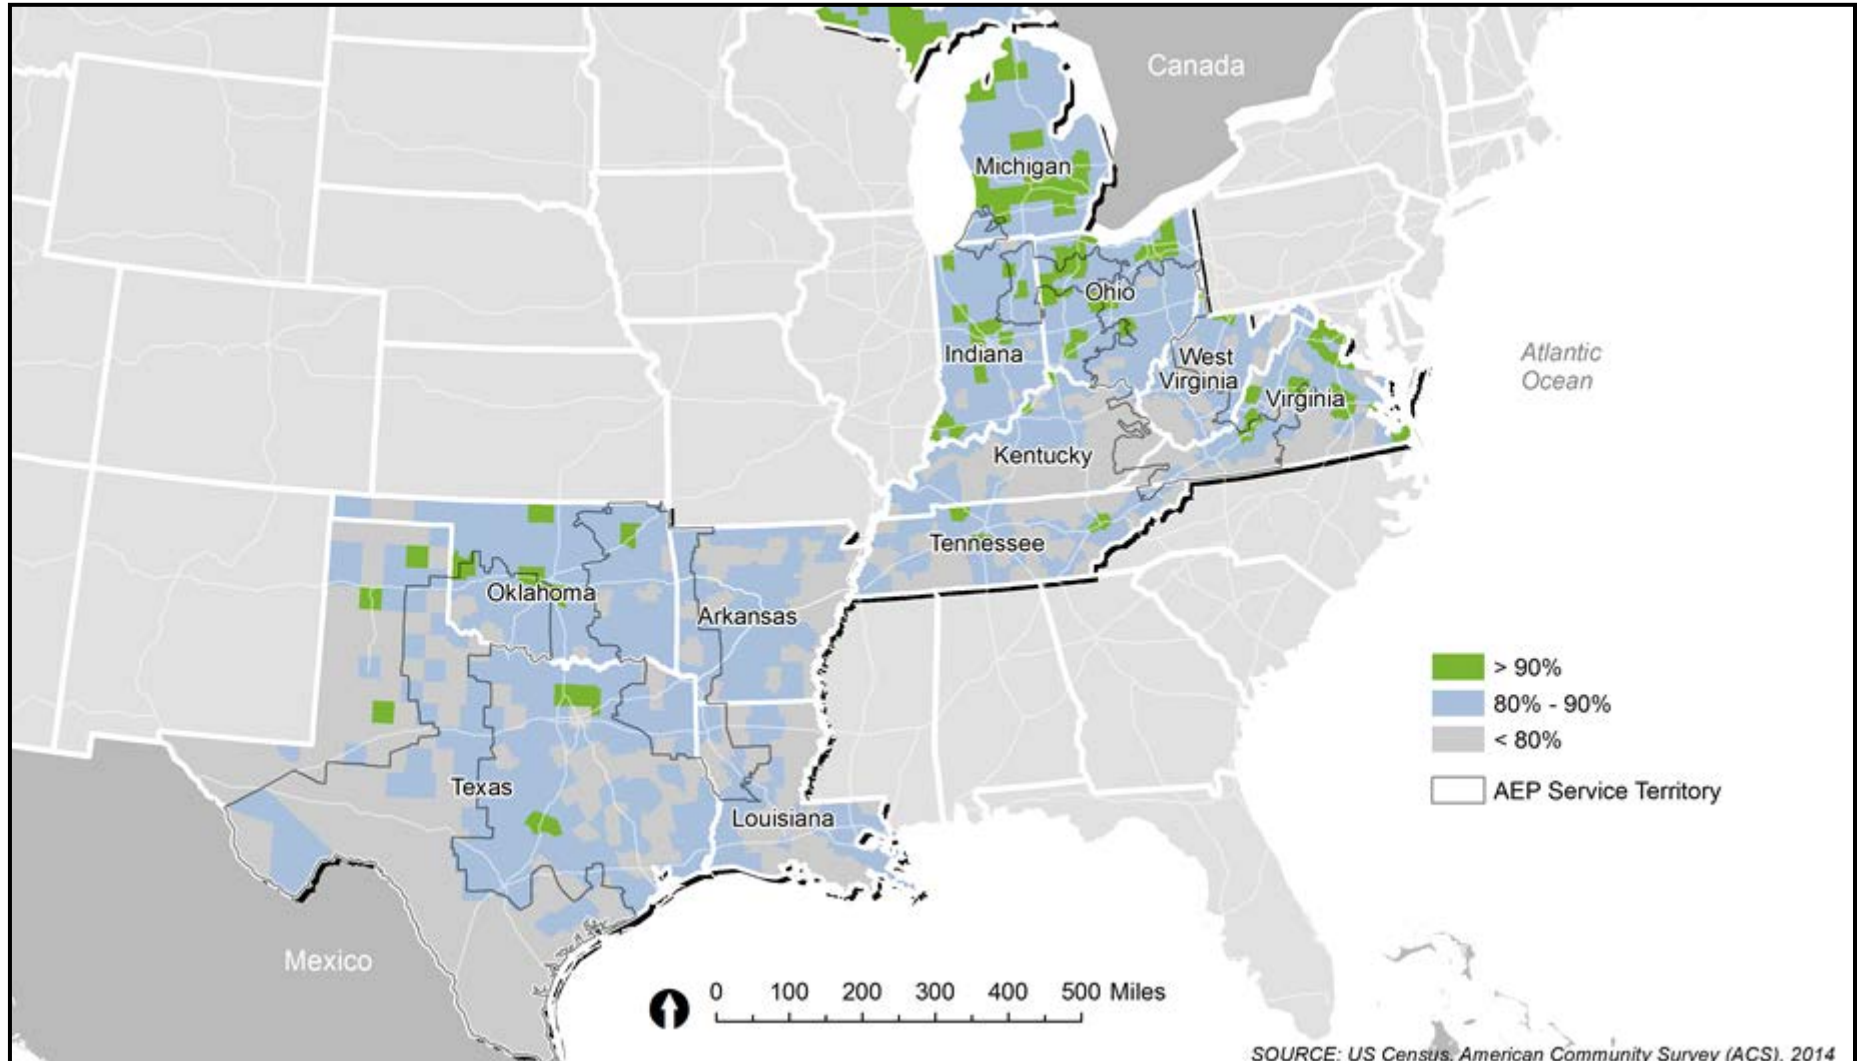 Canada
Michigan
Ohio
Indiana
West
Virginia
Virginia
Atlantic
Ocean
Kentucky
Tennessee
Oklahoma
Arkansas
Texas
Louisiana
Mexico
> 90%
80% - 90%
< 80%
AEP Service Territory
0 100 200 300 400 500 Miles
SOURCE: US Census, American Community Survey (ACS), 2014